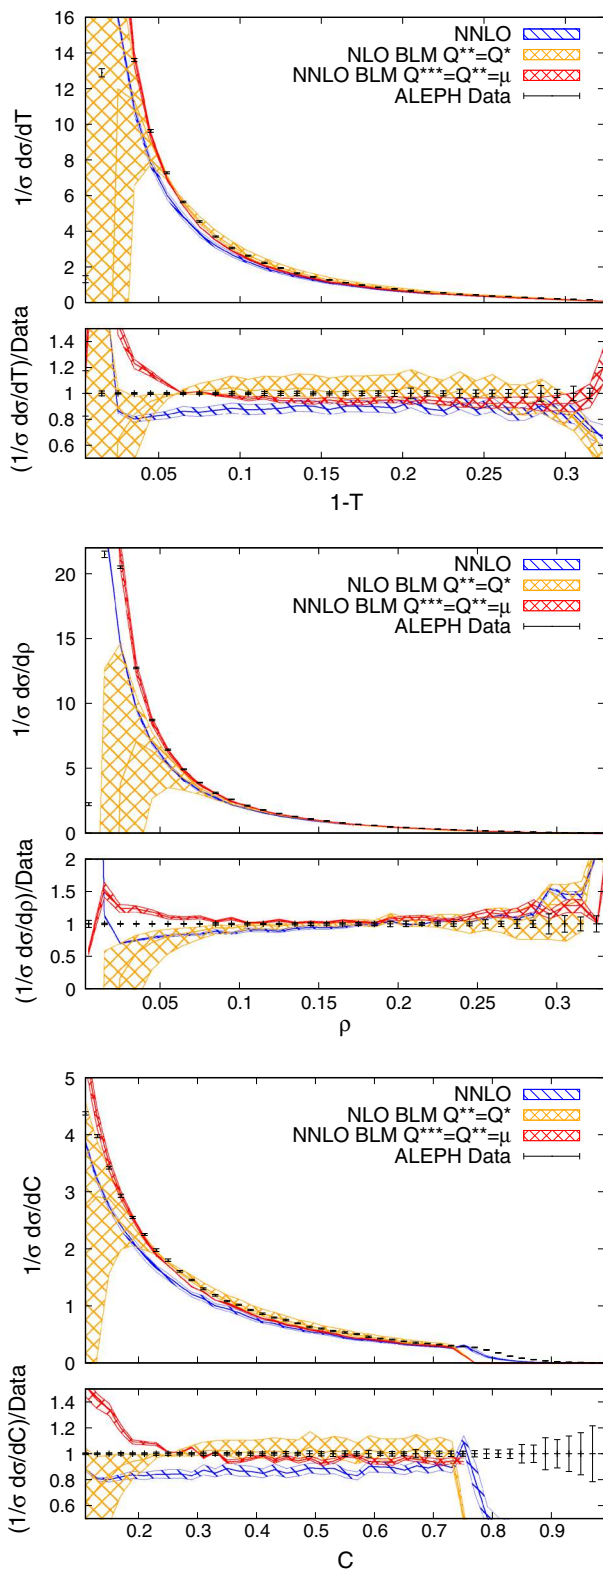 16
14
12
10
8
6
4
2
0
1/σ dσ/dT
NNLO
NLO BLM Q**=Q*
NNLO BLM Q***=Q**=μ
ALEPH Data
1.4
1.2
1
0.8
0.6
(1/σ dσ/dT)/Data
0.05 0.1 0.15 0.2 0.25 0.3
1-T
20
15
10
5
0
1/σ dσ/dρ
NNLO
NLO BLM Q**=Q*
NNLO BLM Q***=Q**=μ
ALEPH Data
2
1.5
1
0.5
0
(1/σ dσ/dρ)/Data
0.05 0.1 0.15 0.2 0.25 0.3
ρ
5
4
3
2
1
0
1/σ dσ/dC
NNLO
NLO BLM Q**=Q*
NNLO BLM Q***=Q**=μ
ALEPH Data
1.4
1.2
1
0.8
0.6
(1/σ dσ/dC)/Data
0.2 0.3 0.4 0.5 0.6 0.7 0.8 0.9
C